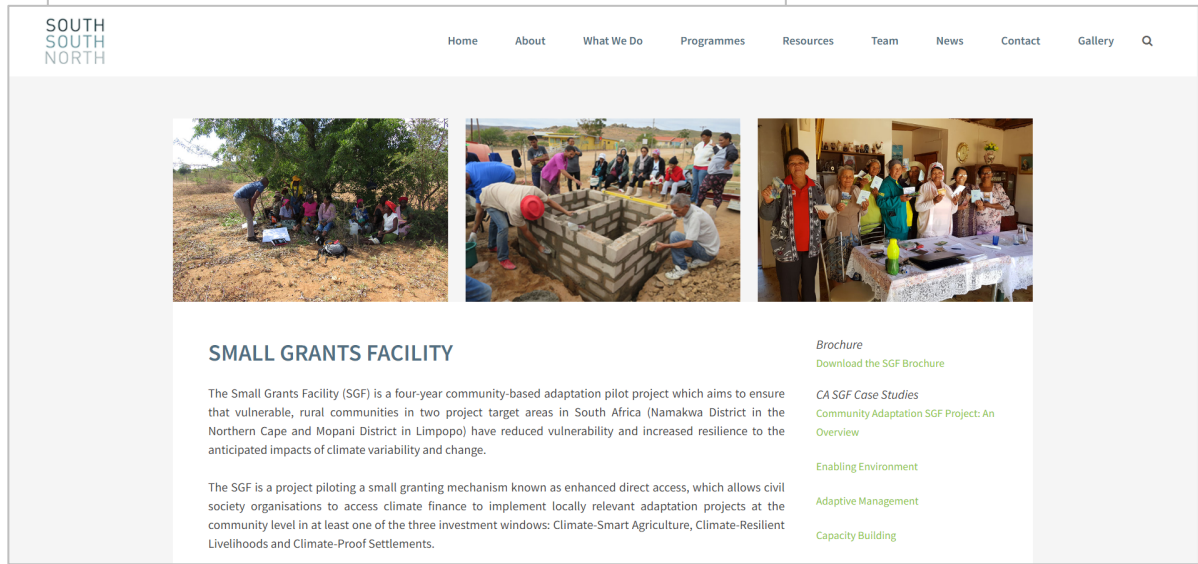 SOUTH
SOUTH
NORTH
Home About What We Do Programmes Resources Team News Contact Gallery
SMALL GRANTS FACILITY
The Small Grants Facility (SGF) is a four-year community-based adaptation pilot project which aims to ensure
that vulnerable, rural communities in two project target areas in South Africa (Namakwa District in the
Northern Cape and Mopani District in Limpopo) have reduced vulnerability and increased resilience to the
anticipated impacts of climate variability and change.
The SGF is a project piloting a small granting mechanism known as enhanced direct access, which allows civil
society organisations to access climate finance to implement locally relevant adaptation projects at the
community level in at least one of the three investment windows: Climate-Smart Agriculture, Climate-Resilient
Livelihoods and Climate-Proof Settlements.
Brochure
Download the SGF Brochure
CA SGF Case Studies
Community Adaptation SGF Project: An
Overview
Enabling Environment
Adaptive Management
Capacity Building